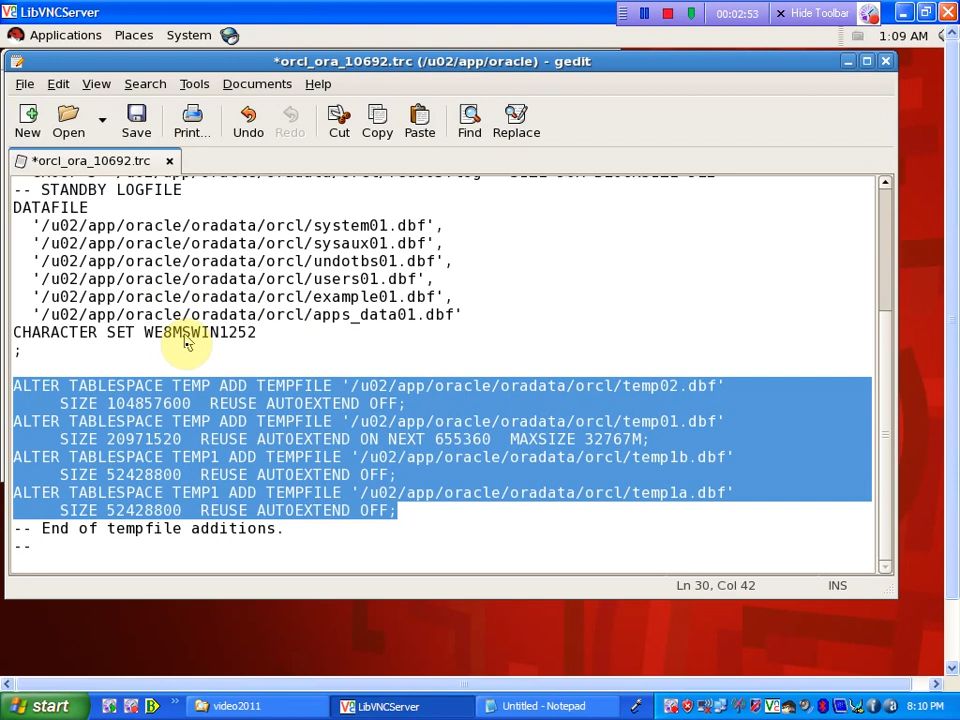 LibVNCServer
00:02:53
Hide Toolbar
Applications Places System
1:09 AM
*orcl_ora_10692.trc (/u02/app/oracle) - gedit
File Edit View Search Tools Documents Help
New Open Save Print... Undo Redo Cut Copy Paste Find Replace
*orcl_ora_10692.trc
-- STANDBY LOGFILE
DATAFILE
'/u02/app/oracle/oradata/orcl/system01.dbf',
'/u02/app/oracle/oradata/orcl/sysaux01.dbf',
'/u02/app/oracle/oradata/orcl/undotbs01.dbf',
'/u02/app/oracle/oradata/orcl/users01.dbf',
'/u02/app/oracle/oradata/orcl/example01.dbf',
'/u02/app/oracle/oradata/orcl/apps_data01.dbf'
CHARACTER SET WE8MSWIN1252
;
ALTER TABLESPACE TEMP ADD TEMPFILE '/u02/app/oracle/oradata/orcl/temp02.dbf'
SIZE 104857600 REUSE AUTOEXTEND OFF;
ALTER TABLESPACE TEMP ADD TEMPFILE '/u02/app/oracle/oradata/orcl/temp01.dbf'
SIZE 20971520 REUSE AUTOEXTEND ON NEXT 655360 MAXSIZE 32767M;
ALTER TABLESPACE TEMP1 ADD TEMPFILE '/u02/app/oracle/oradata/orcl/temp1b.dbf'
SIZE 52428800 REUSE AUTOEXTEND OFF;
ALTER TABLESPACE TEMP1 ADD TEMPFILE '/u02/app/oracle/oradata/orcl/temp1a.dbf'
SIZE 52428800 REUSE AUTOEXTEND OFF;
-- End of tempfile additions.
--
Ln 30, Col 42 INS
start video2011 LibVNCServer Untitled - Notepad 8:10 PM